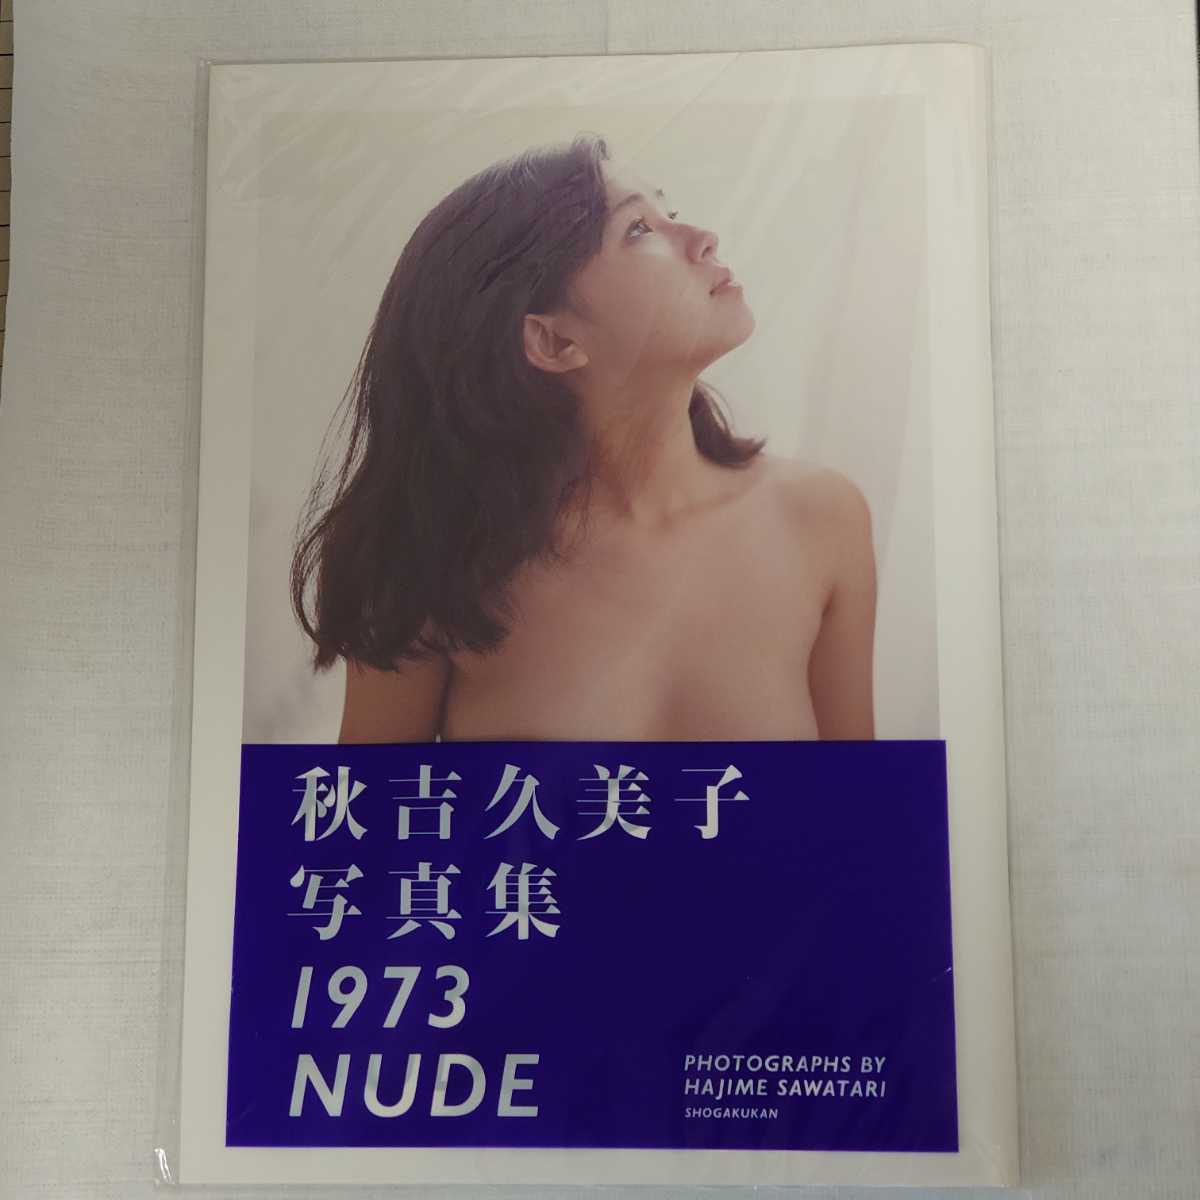 秋吉久美子
写真集
1973
NUDE
PHOTOGRAPHS BY
HAJIME SAWATARI
SHOGAKUKAN